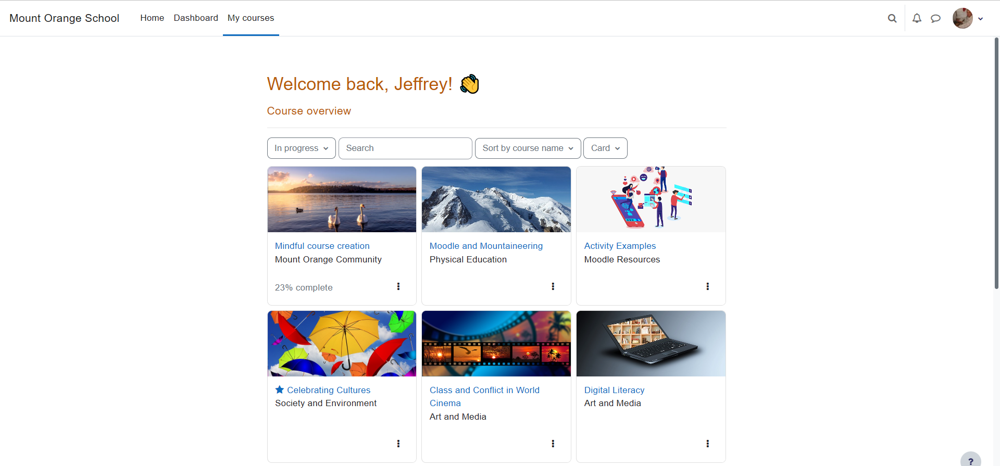 Mount Orange School
Home Dashboard My courses
Welcome back, Jeffrey!
Course overview
In progress Search Sort by course name Card
Mindful course creation
Mount Orange Community
23% complete
Moodle and Mountaineering
Physical Education
Activity Examples
Moodle Resources
Celebrating Cultures
Society and Environment
Class and Conflict in World
Cinema
Art and Media
Digital Literacy
Art and Media
?